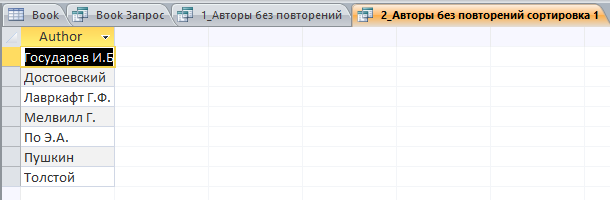 Book Book Запрос 1_Авторы без повторений 2_Авторы без повторений сортировка 1
Author
Государев И.Б
Достоевский
Лавркафт Г.Ф.
Мелвилл Г.
По Э.А.
Пушкин
Толстой